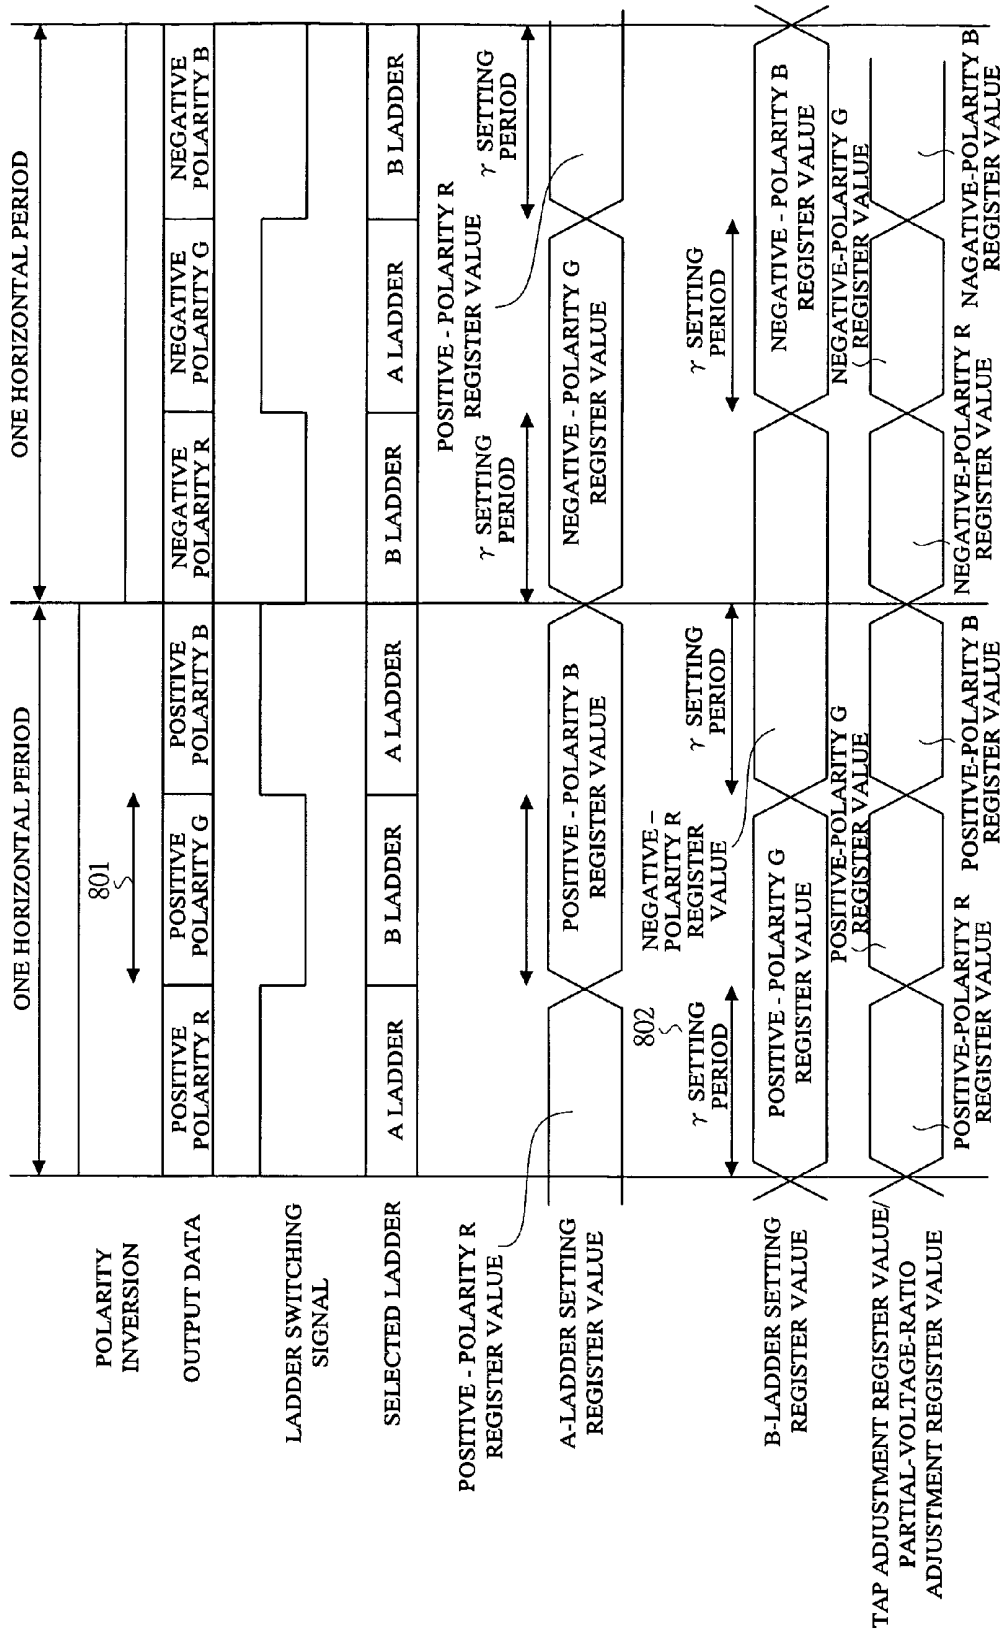 ONE HORIZONTAL PERIOD
ONE HORIZONTAL PERIOD
POLARITY
INVERSION
801
OUTPUT DATA
POSITIVE
POLARITY R
POSITIVE
POLARITY G
POSITIVE
POLARITY B
NEGATIVE
POLARITY R
NEGATIVE
POLARITY G
NEGATIVE
POLARITY B
LADDER SWITCHING
SIGNAL
SELECTED LADDER
A LADDER
B LADDER
A LADDER
B LADDER
A LADDER
B LADDER
POSITIVE - POLARITY R
REGISTER VALUE
POSITIVE - POLARITY R
REGISTER VALUE
γ SETTING
PERIOD
γ SETTING
PERIOD
A-LADDER SETTING
REGISTER VALUE
POSITIVE - POLARITY B
REGISTER VALUE
NEGATIVE - POLARITY G
REGISTER VALUE
802
γ SETTING
PERIOD
NEGATIVE –
POLARITY R
REGISTER
VALUE
γ SETTING
PERIOD
γ SETTING
PERIOD
B-LADDER SETTING
REGISTER VALUE
POSITIVE - POLARITY G
REGISTER VALUE
NEGATIVE - POLARITY B
REGISTER VALUE
POSITIVE-POLARITY G
REGISTER VALUE
NEGATIVE-POLARITY G
REGISTER VALUE
TAP ADJUSTMENT REGISTER VALUE/
PARTIAL-VOLTAGE-RATIO
ADJUSTMENT REGISTER VALUE
POSITIVE-POLARITY R
REGISTER VALUE
POSITIVE-POLARITY B
REGISTER VALUE
NEGATIVE-POLARITY R
REGISTER VALUE
NAGATIVE-POLARITY B
REGISTER VALUE